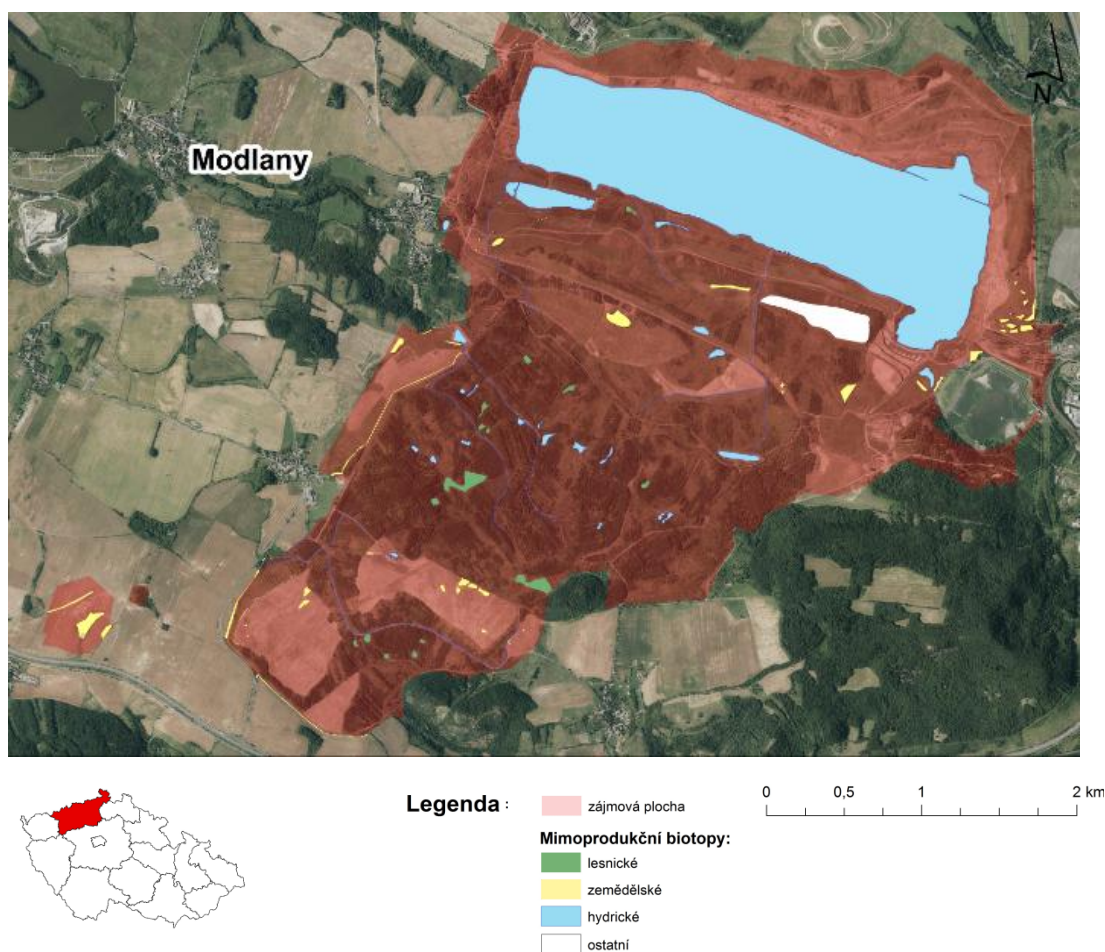 N
Modlany
Legenda :
zájmová plocha
Mimoprodukční biotopy:
lesnické
zemědělské
hydrické
ostatní
0 0,5 1 2 km